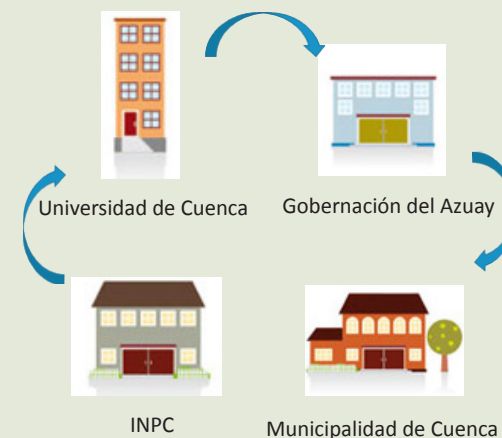 Universidad de Cuenca
Gobernación del Azuay
INPC
Municipalidad de Cuenca